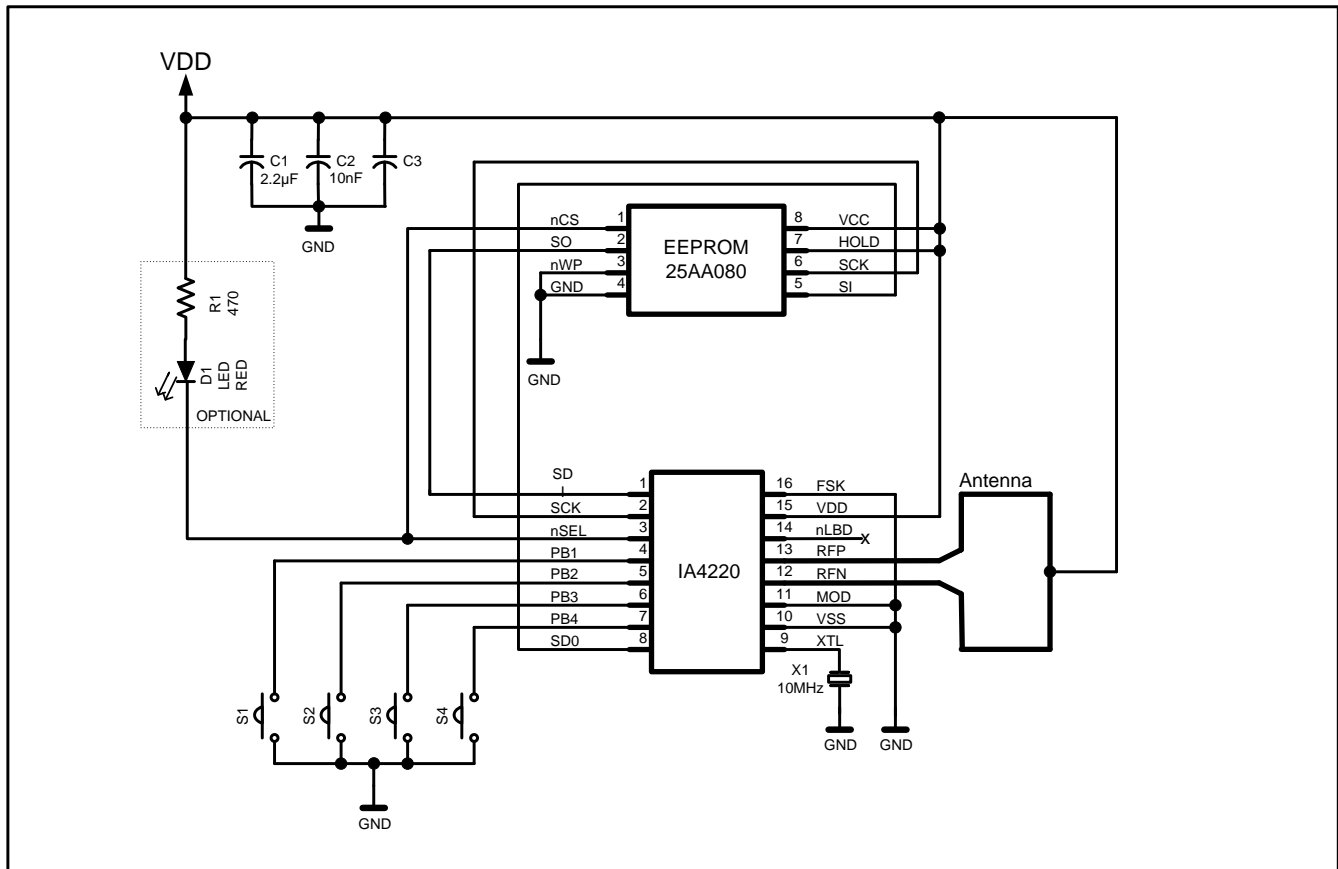 VDD
C1
2.2µF
C2
10nF
C3
GND
R1
470
D1
LED
RED
OPTIONAL
nCS
SO
nWP
GND
1
2
3
4
EEPROM
25AA080
8
7
6
5
VCC
HOLD
SCK
SI
GND
SD
SCK
nSEL
PB1
PB2
PB3
PB4
SD0
1
2
3
4
5
6
7
8
IA4220
16
15
14
13
12
11
10
9
FSK
VDD
nLBD
X
RFP
RFN
MOD
VSS
XTL
Antenna
X1
10MHz
GND
GND
S1
S2
S3
S4
GND